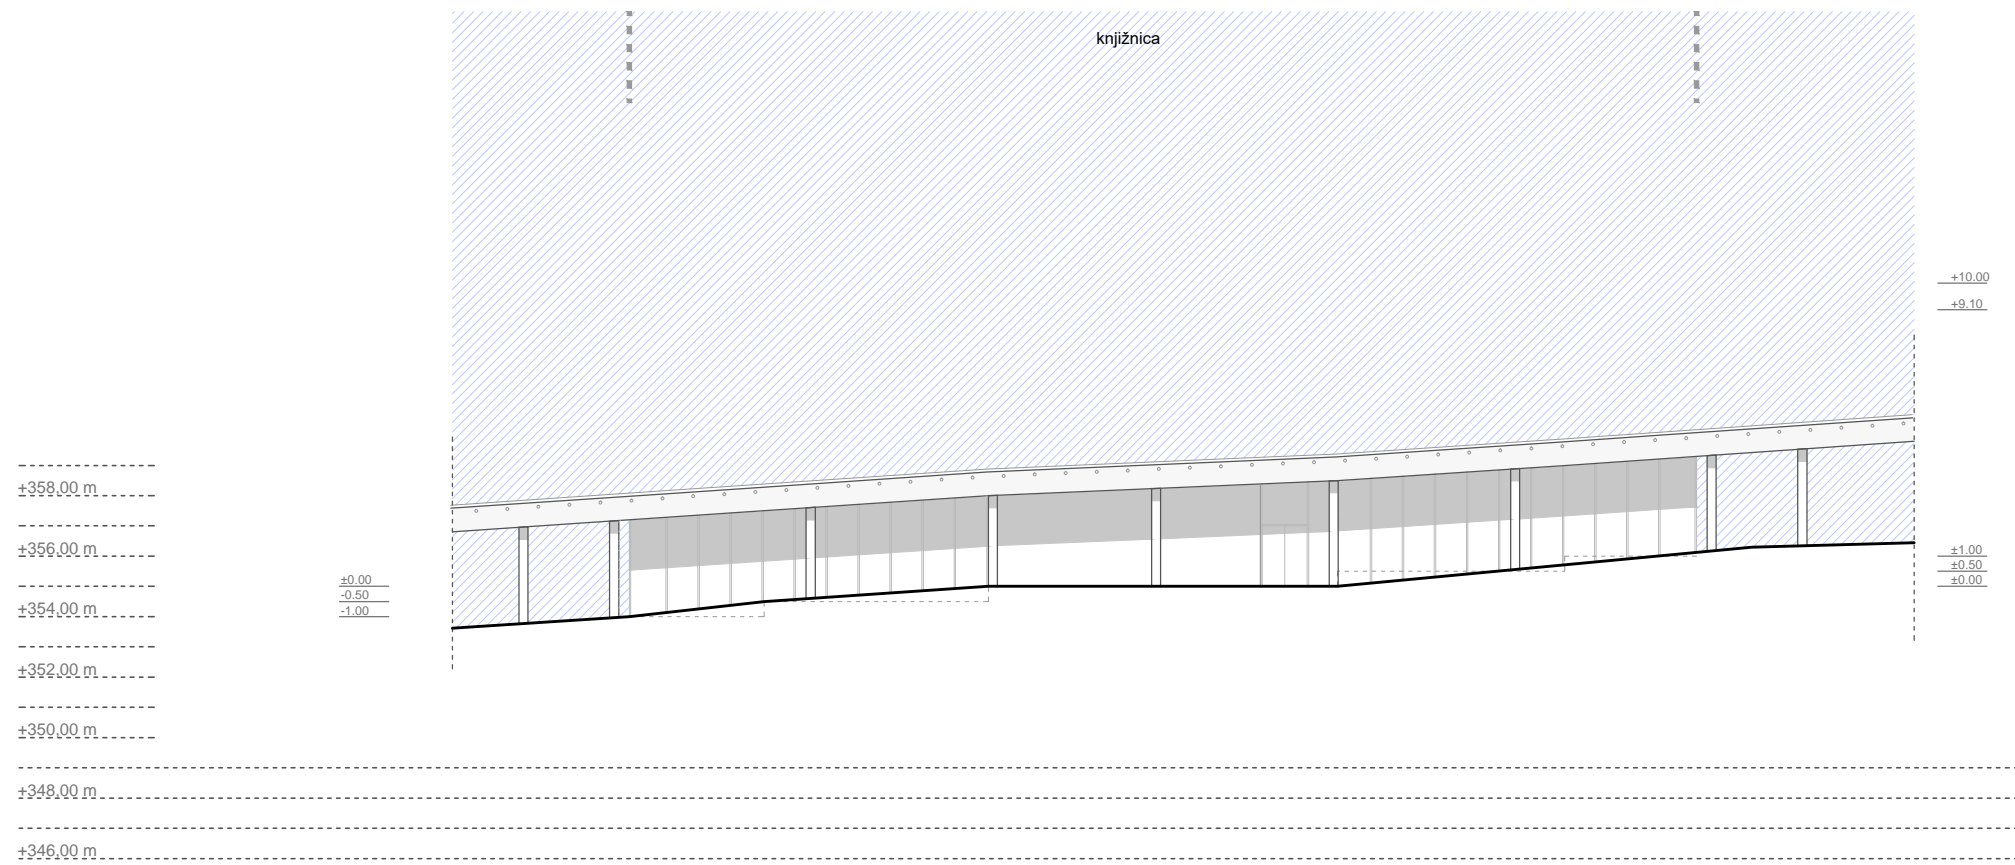 knjižnica
+10.00
+9.10
+358,00 m
+356,00 m
±1.00
±0.50
±0.00
±0.00
-0.50
-1.00
+354,00 m
+352,00 m
+350,00 m
+348,00 m
+346,00 m